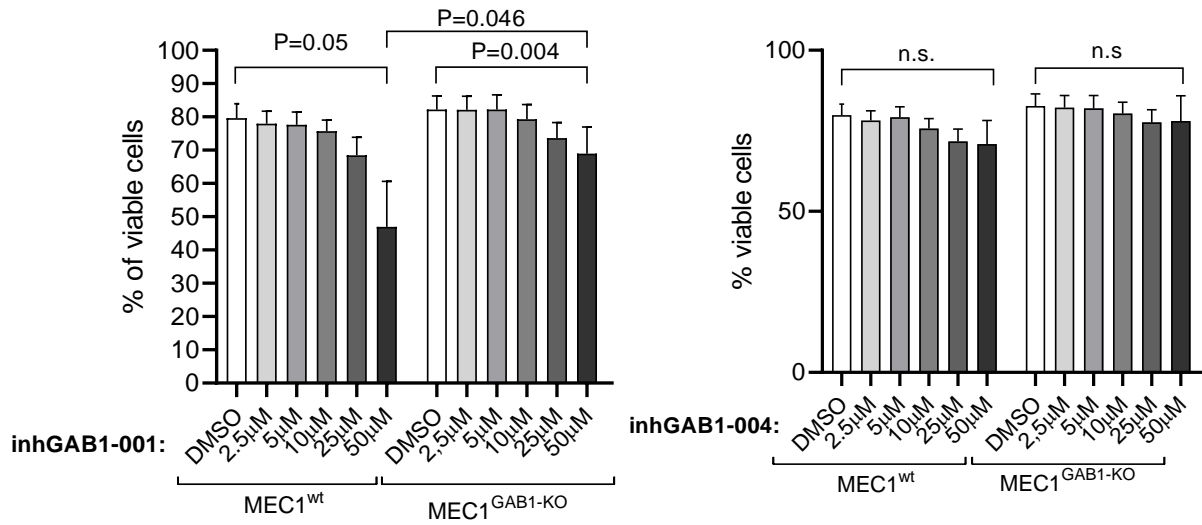 P=0.046
P=0.05
P=0.004
% of viable cells
100
90
80
70
60
50
40
30
20
10
0
inhGAB1-001:
DMSO
2.5µM
5µM
10µM
25µM
50µM
DMSO
2,5µM
5µM
10µM
25µM
50µM
MEC1wt
MEC1GAB1-KO
n.s.
n.s
% viable cells
100
50
0
inhGAB1-004:
DMSO
2.5µM
5µM
10µM
25µM
50µM
DMSO
2,5µM
5µM
10µM
25µM
50µM
MEC1wt
MEC1GAB1-KO